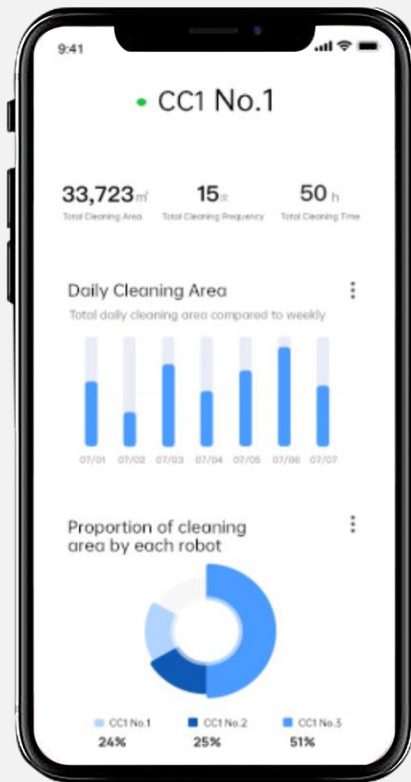 9:41
CC1 No.1
33,723㎡ 15次 50 h
Total Cleaning Area Total Cleaning Frequency Total Cleaning Time
Daily Cleaning Area
Total daily cleaning area compared to weekly
07/01 07/02 07/03 07/04 07/05 07/06 07/07
Proportion of cleaning
area by each robot
CC1 No.1 CC1 No.2 CC1 No.3
24% 25% 51%